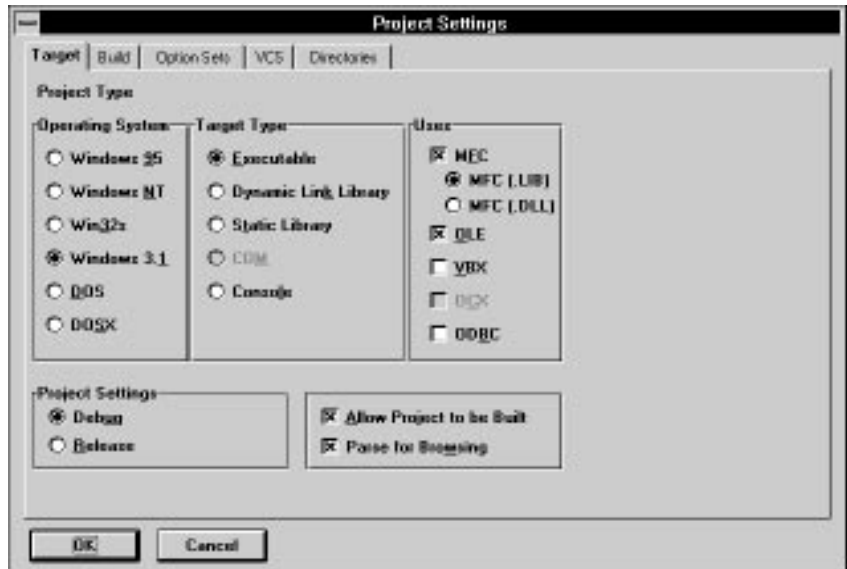 Project Settings
Target Build Option Sets VCS Directories
Project Type
Operating System
Windows 95
Windows NT
Win32s
Windows 3.1
DOS
DOSX
Target Type
Executable
Dynamic Link Library
Static Library
COM
Console
Uses
MFC
MFC (.LIB)
MFC (.DLL)
OLE
VBX
OCX
ODBC
Project Settings
Debug
Release
Allow Project to be Built
Parse for Browsing
OK Cancel